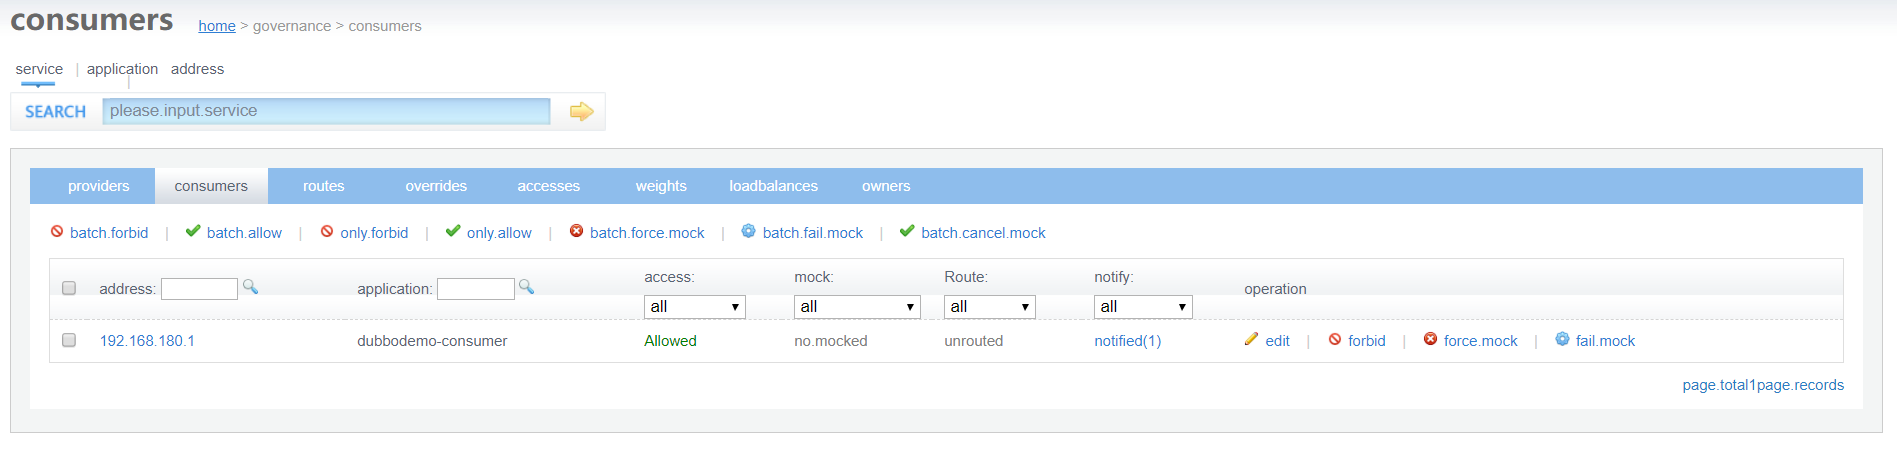 consumers home > governance > consumers
service | application address
SEARCH please.input.service
providers consumers routes overrides accesses weights loadbalances owners
batch.forbid | batch.allow | only.forbid | only.allow | batch.force.mock | batch.fail.mock | batch.cancel.mock
address: application: access: mock: Route: notify: operation
all all all all
192.168.180.1 dubbodemo-consumer Allowed no.mocked unrouted notified(1) edit | forbid | force.mock | fail.mock
page.total1page.records